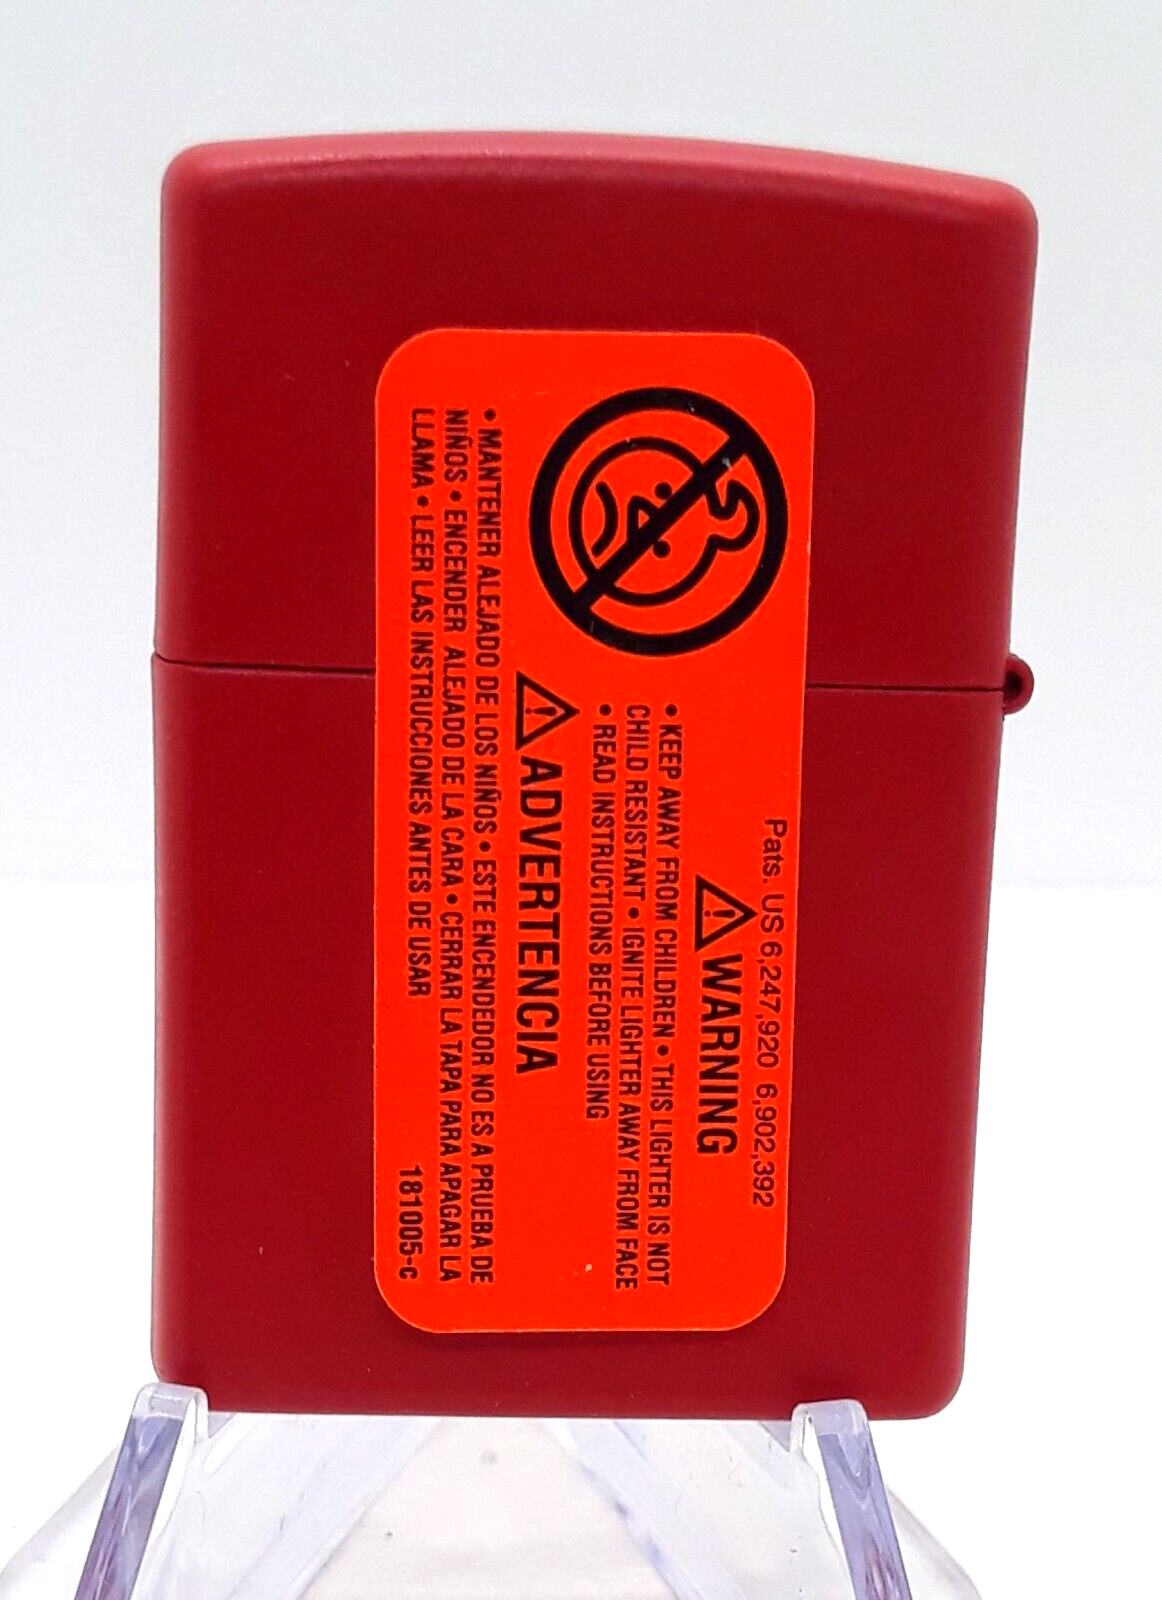 Pats. US 6,247,920 6,902,392
WARNING
• KEEP AWAY FROM CHILDREN • THIS LIGHTER IS NOT
CHILD RESISTANT • IGNITE LIGHTER AWAY FROM FACE
• READ INSTRUCTIONS BEFORE USING
ADVERTENCIA
• MANTENER ALEJADO DE LOS NIÑOS • ESTE ENCENDEDOR NO ES A PRUEBA DE
NIÑOS • ENCENDER ALEJADO DE LA CARA • CERRAR LA TAPA PARA APAGAR LA
LLAMA • LEER LAS INSTRUCCIONES ANTES DE USAR
181005-c